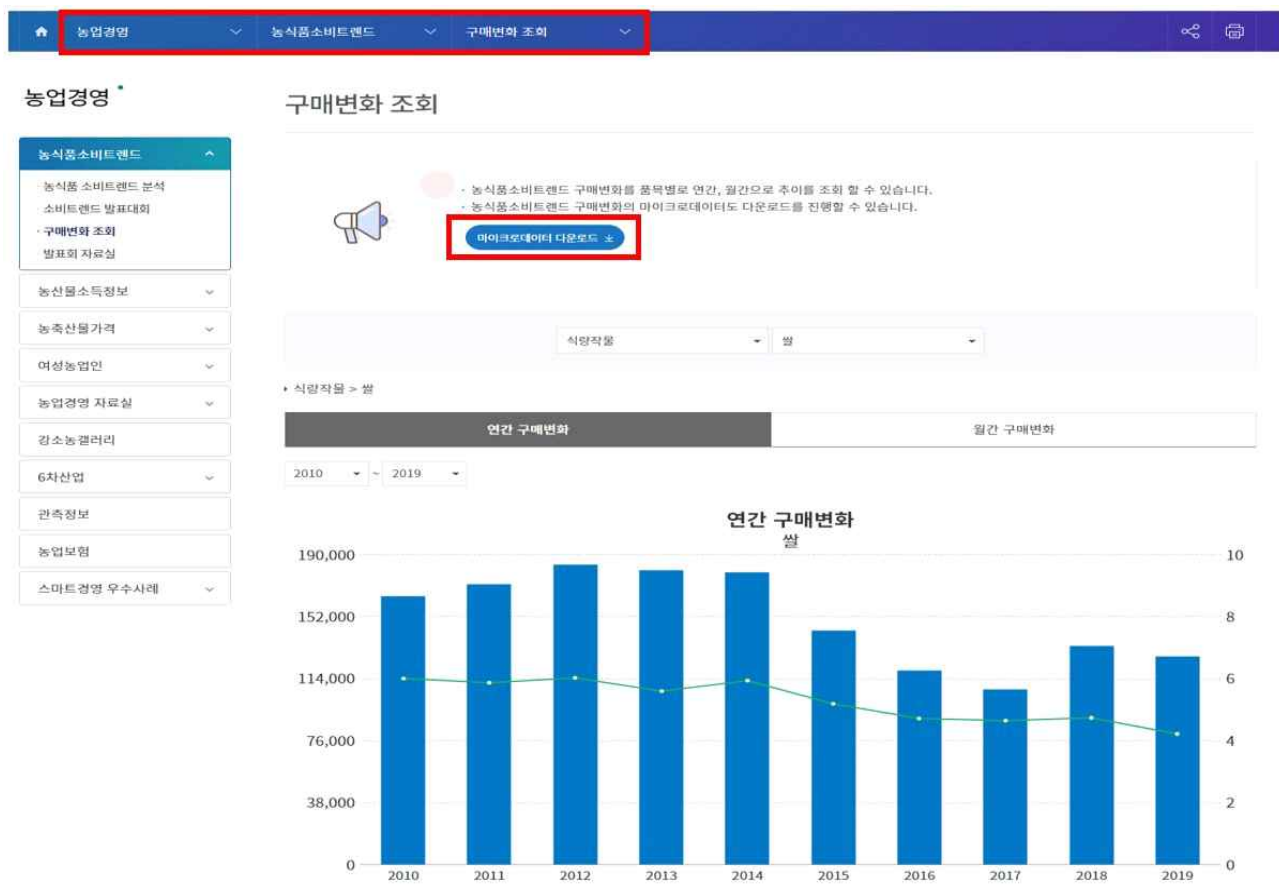 농업경영 농식품소비트렌드 구매변화 조회
농업경영
구매변화 조회
농식품소비트렌드
· 농식품 소비트렌드 분석
· 소비트렌드 발표대회
· 구매변화 조회
· 발표회 자료실
농산물소득정보
농축산물가격
여성농업인
농업경영 자료실
강소농갤러리
6차산업
관측정보
농업보험
스마트경영 우수사례
· 농식품소비트렌드 구매변화를 품목별로 연간, 월간으로 추이를 조회 할 수 있습니다.
· 농식품소비트렌드 구매변화의 마이크로데이터도 다운로드를 진행할 수 있습니다.
마이크로데이터 다운로드
식량작물 쌀
식량작물 > 쌀
연간 구매변화 월간 구매변화
2010 ~ 2019
연간 구매변화
쌀
190,000 10
152,000 8
114,000 6
76,000 4
38,000 2
0 0
2010 2011 2012 2013 2014 2015 2016 2017 2018 2019